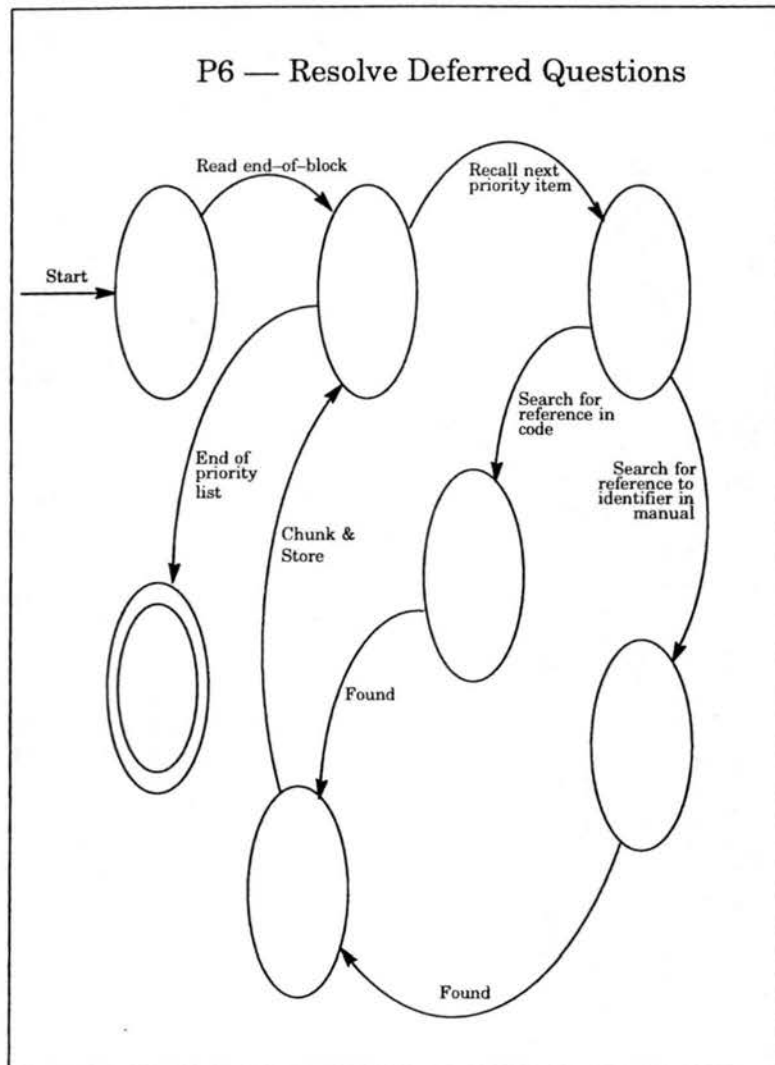 P6 — Resolve Deferred Questions
Read end–of–block
Recall next
priority item
Start
Search for
reference in
code
End of
priority
list
Search for
reference to
identifier in
manual
Chunk &
Store
Found
Found